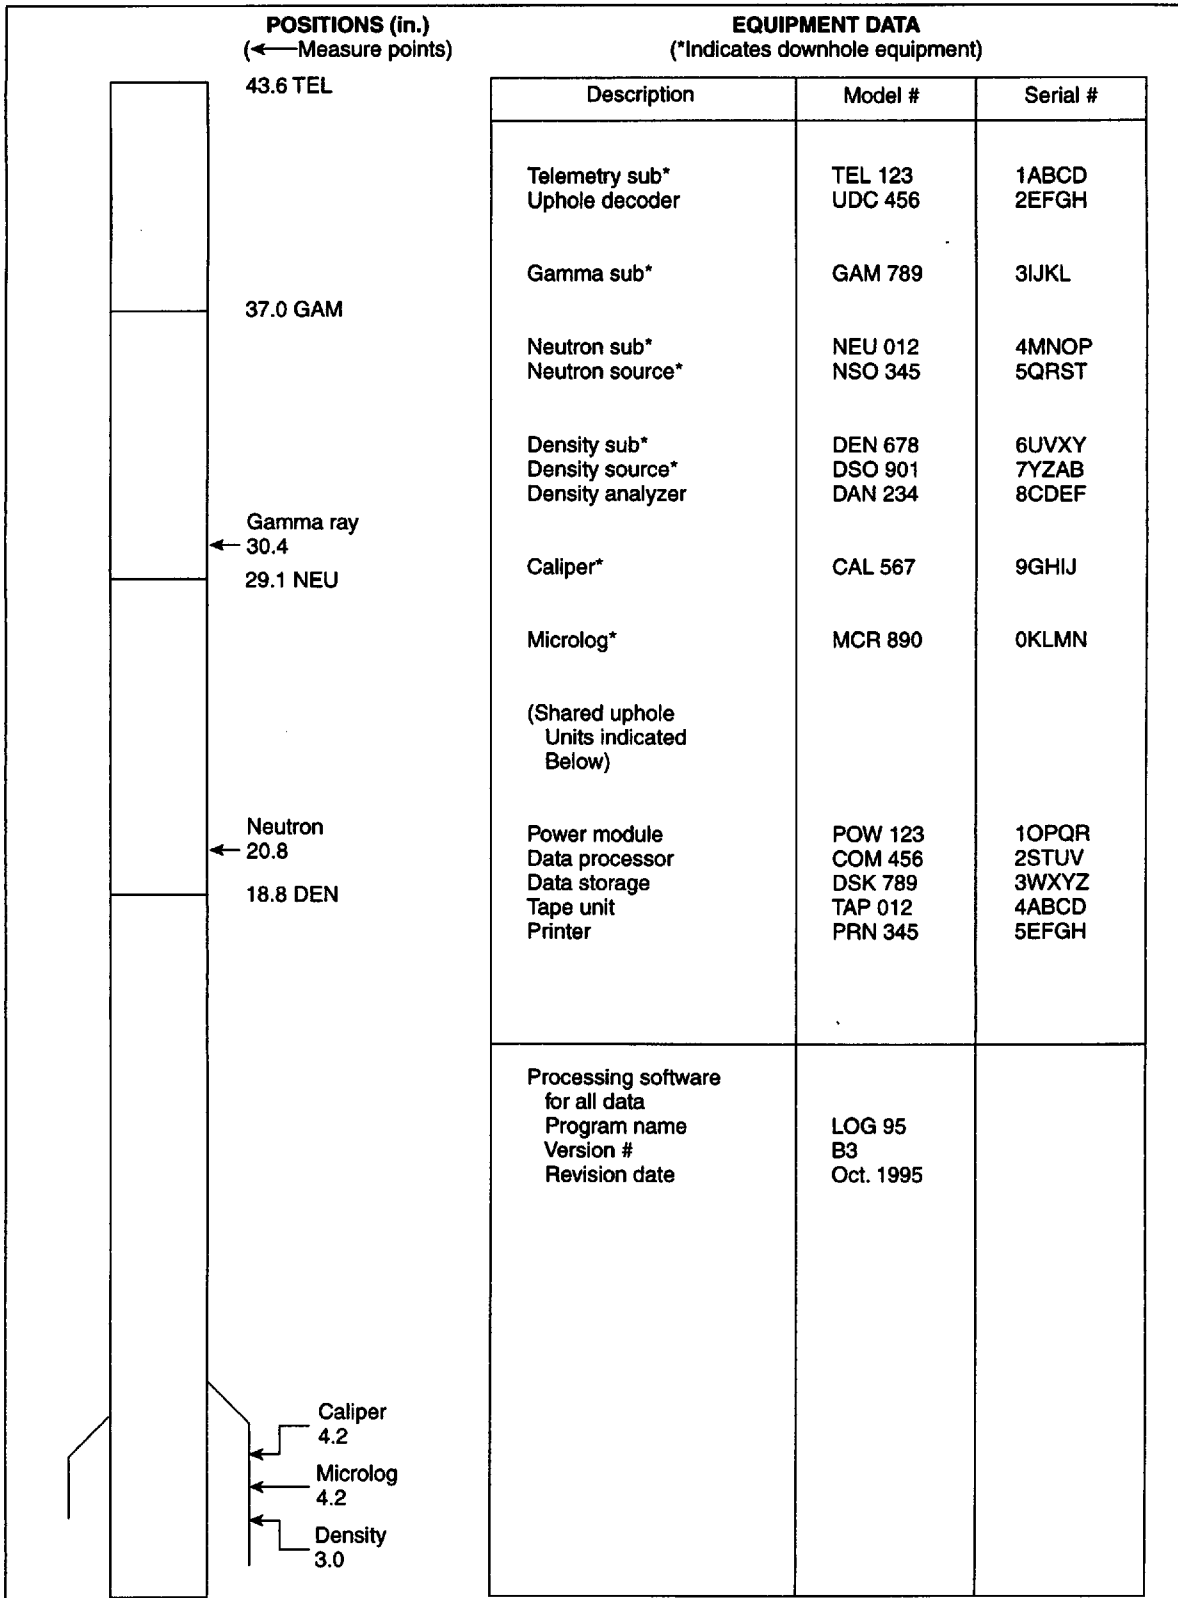 POSITIONS (in.)
(←Measure points)
43.6 TEL
37.0 GAM
Gamma ray
30.4
29.1 NEU
Neutron
20.8
18.8 DEN
Caliper
4.2
Microlog
4.2
Density
3.0
EQUIPMENT DATA
(*Indicates downhole equipment)
Description Model # Serial #
Telemetry sub* TEL 123 1ABCD
Uphole decoder UDC 456 2EFGH
Gamma sub* GAM 789 3IJKL
Neutron sub* NEU 012 4MNOP
Neutron source* NSO 345 5QRST
Density sub* DEN 678 6UVXY
Density source* DSO 901 7YZAB
Density analyzer DAN 234 8CDEF
Caliper* CAL 567 9GHIJ
Microlog* MCR 890 0KLMN
(Shared uphole
Units indicated
Below)
Power module POW 123 1OPQR
Data processor COM 456 2STUV
Data storage DSK 789 3WXYZ
Tape unit TAP 012 4ABCD
Printer PRN 345 5EFGH
Processing software
for all data
Program name LOG 95
Version # B3
Revision date Oct. 1995